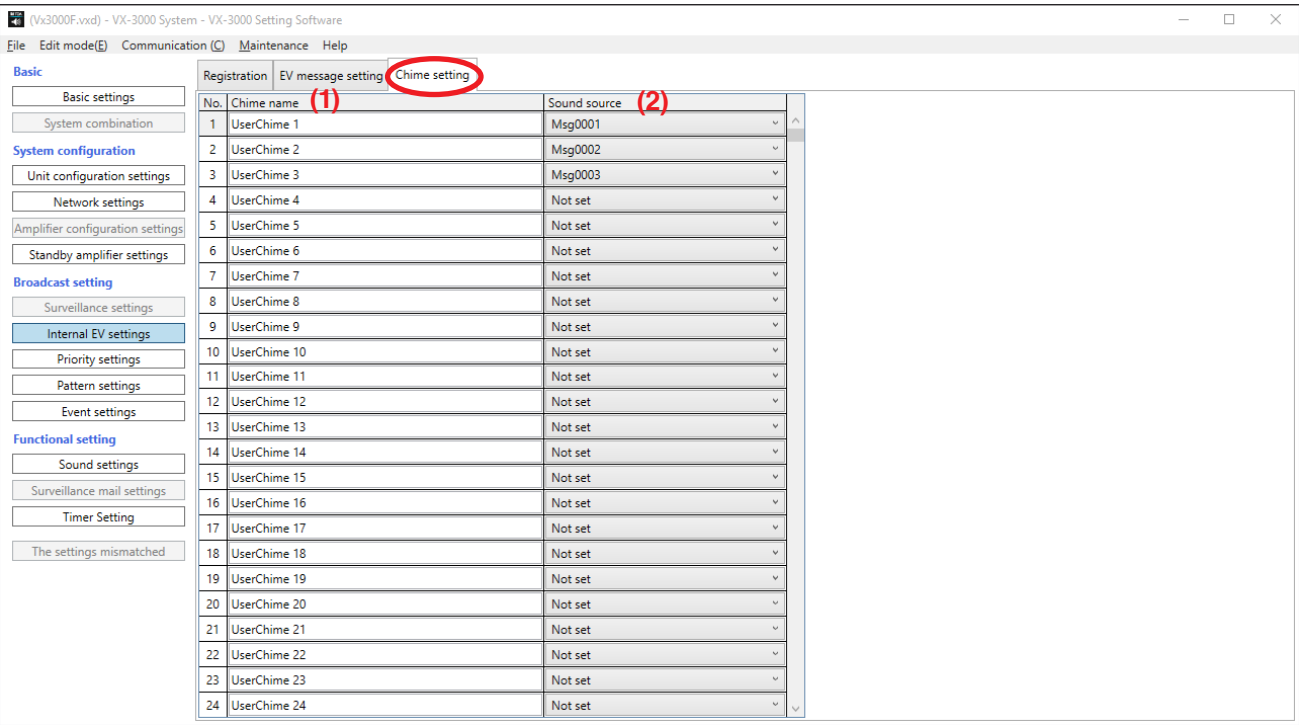 (Vx3000F.vxd) - VX-3000 System - VX-3000 Setting Software
File Edit mode(E) Communication (C) Maintenance Help
Basic
Basic settings
System combination
System configuration
Unit configuration settings
Network settings
Amplifier configuration settings
Standby amplifier settings
Broadcast setting
Surveillance settings
Internal EV settings
Priority settings
Pattern settings
Event settings
Functional setting
Sound settings
Surveillance mail settings
Timer Setting
The settings mismatched
Registration EV message setting Chime setting
No. Chime name (1) Sound source (2)
1 UserChime 1 Msg0001
2 UserChime 2 Msg0002
3 UserChime 3 Msg0003
4 UserChime 4 Not set
5 UserChime 5 Not set
6 UserChime 6 Not set
7 UserChime 7 Not set
8 UserChime 8 Not set
9 UserChime 9 Not set
10 UserChime 10 Not set
11 UserChime 11 Not set
12 UserChime 12 Not set
13 UserChime 13 Not set
14 UserChime 14 Not set
15 UserChime 15 Not set
16 UserChime 16 Not set
17 UserChime 17 Not set
18 UserChime 18 Not set
19 UserChime 19 Not set
20 UserChime 20 Not set
21 UserChime 21 Not set
22 UserChime 22 Not set
23 UserChime 23 Not set
24 UserChime 24 Not set